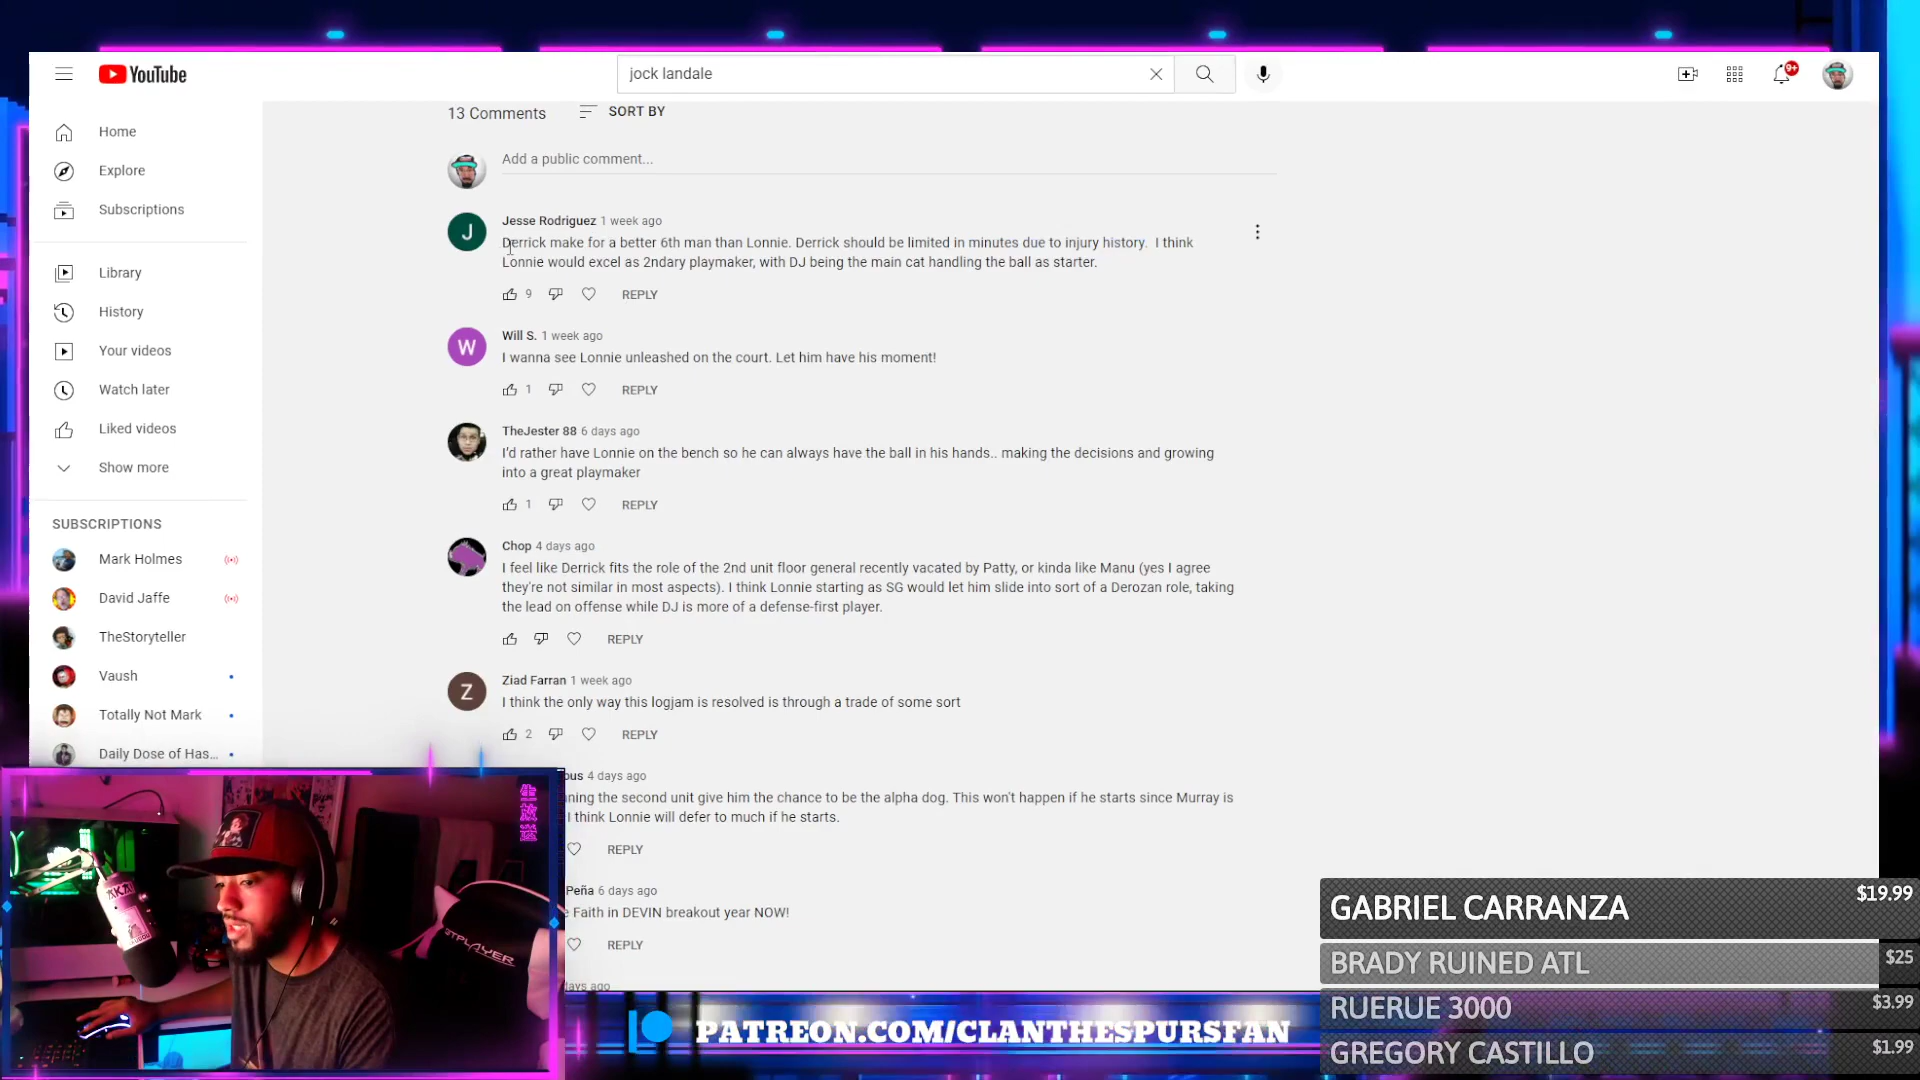 YouTube
jock landale
9+
Home
Explore
Subscriptions
Library
History
Your videos
Watch later
Liked videos
Show more
SUBSCRIPTIONS
Mark Holmes
David Jaffe
TheStoryteller
Vaush
Totally Not Mark
Daily Dose of Has...
13 Comments SORT BY
Add a public comment...
J
Jesse Rodriguez 1 week ago
Derrick make for a better 6th man than Lonnie. Derrick should be limited in minutes due to injury history. I think
Lonnie would excel as 2ndary playmaker, with DJ being the main cat handling the ball as starter.
9 REPLY
W
Will S. 1 week ago
I wanna see Lonnie unleashed on the court. Let him have his moment!
1 REPLY
TheJester 88 6 days ago
I'd rather have Lonnie on the bench so he can always have the ball in his hands.. making the decisions and growing
into a great playmaker
1 REPLY
Chop 4 days ago
I feel like Derrick fits the role of the 2nd unit floor general recently vacated by Patty, or kinda like Manu (yes I agree
they're not similar in most aspects). I think Lonnie starting as SG would let him slide into sort of a Derozan role, taking
the lead on offense while DJ is more of a defense-first player.
REPLY
Z
Ziad Farran 1 week ago
I think the only way this logjam is resolved is through a trade of some sort
2 REPLY
ous 4 days ago
ning the second unit give him the chance to be the alpha dog. This won't happen if he starts since Murray is
I think Lonnie will defer to much if he starts.
REPLY
Peña 6 days ago
e Faith in DEVIN breakout year NOW!
REPLY
days ago
生放送
PATREON.COM/CLANTHESPURSFAN
GABRIEL CARRANZA $19.99
BRADY RUINED ATL $25
RUERUE 3000 $3.99
GREGORY CASTILLO $1.99